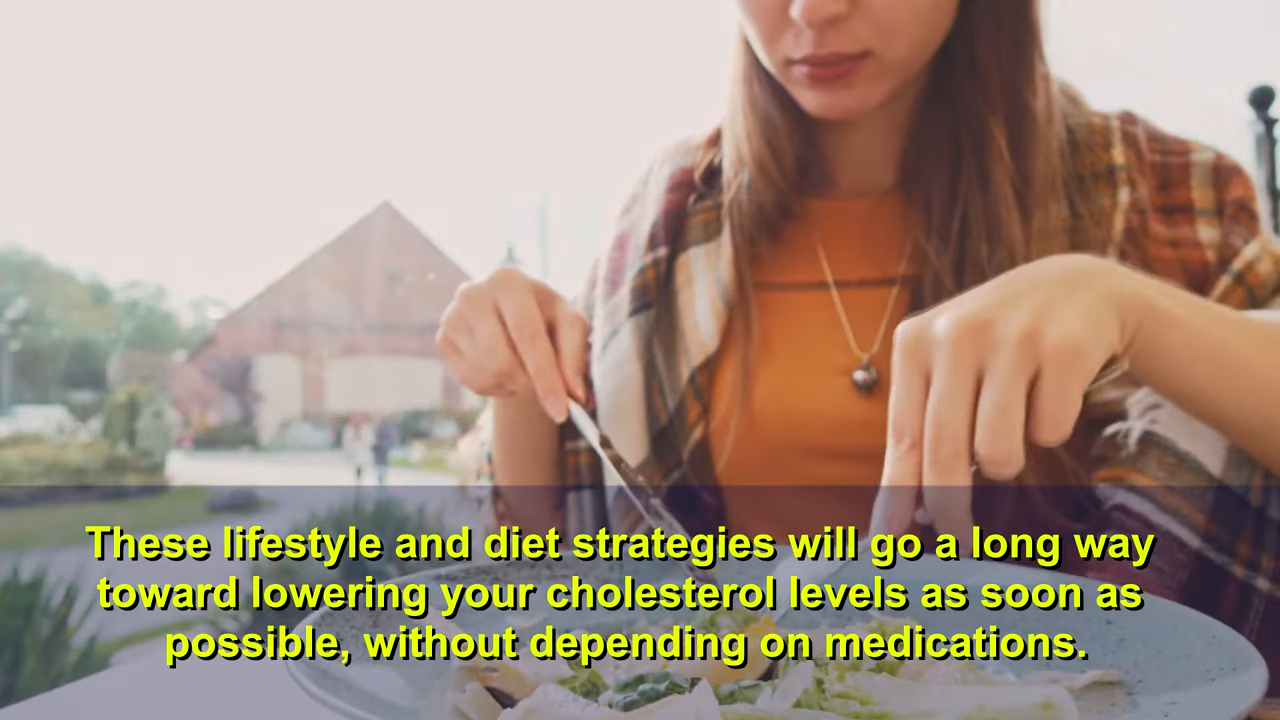 These lifestyle and diet strategies will go a long way
toward lowering your cholesterol levels as soon as
possible, without depending on medications.